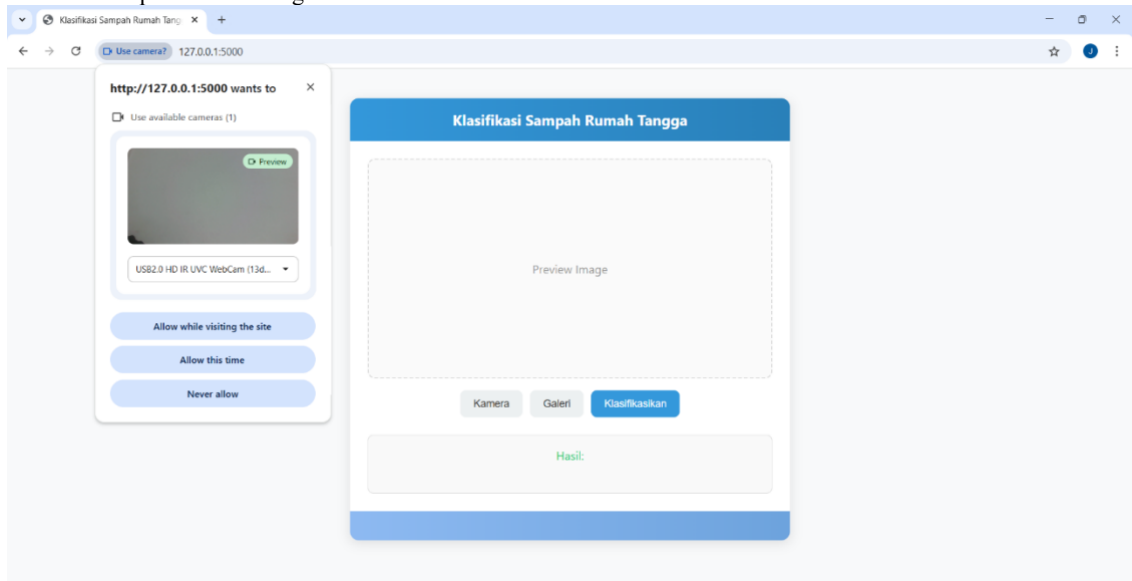 Klasifikasi Sampah Rumah Tang
Use camera?
127.0.0.1:5000
J
http://127.0.0.1:5000 wants to
Use available cameras (1)
Preview
USB2.0 HD IR UVC WebCam (13d...
Allow while visiting the site
Allow this time
Never allow
Klasifikasi Sampah Rumah Tangga
Preview Image
Kamera
Galeri
Klasifikasikan
Hasil: